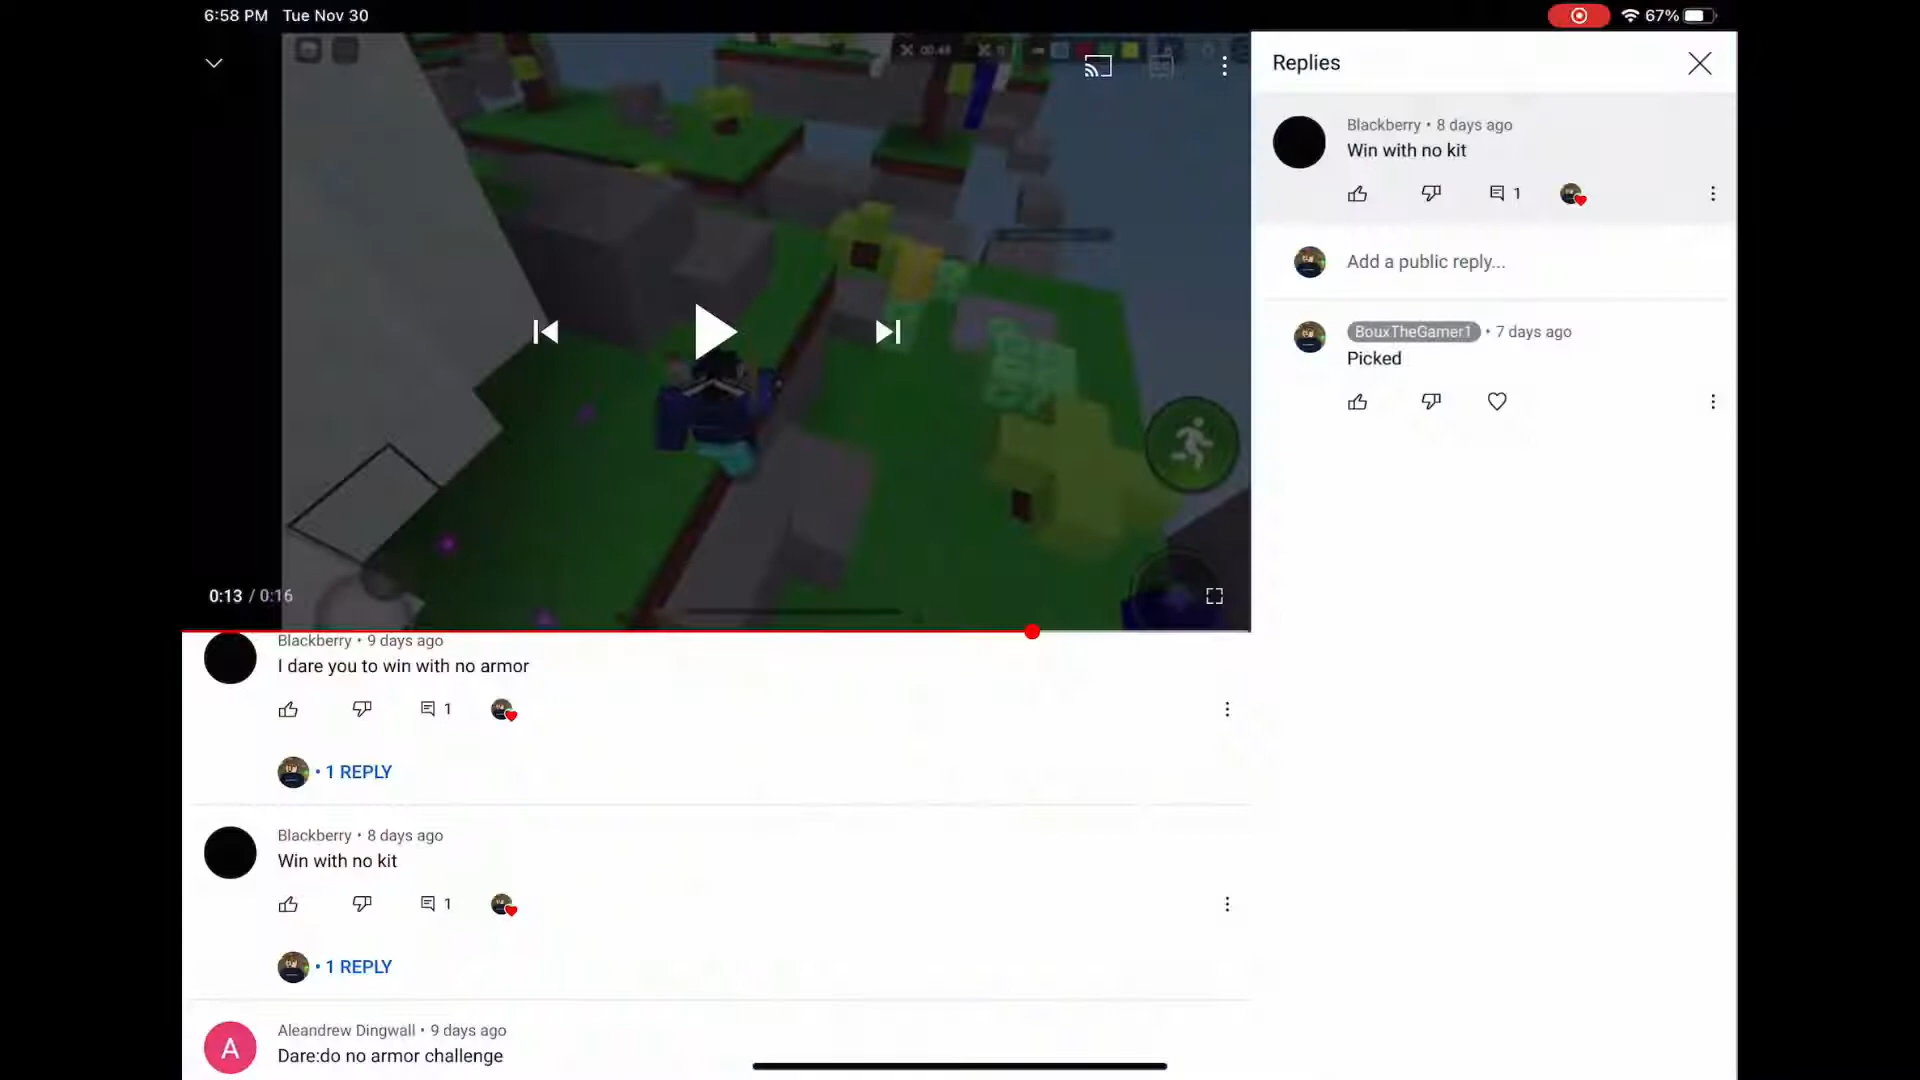 6:58 PM Tue Nov 30
67%
00:48
0:13 / 0:16
Blackberry • 9 days ago
I dare you to win with no armor
1
• 1 REPLY
Blackberry • 8 days ago
Win with no kit
1
• 1 REPLY
A
Aleandrew Dingwall • 9 days ago
Dare:do no armor challenge
Replies
Blackberry • 8 days ago
Win with no kit
1
Add a public reply...
BouxTheGamer1 • 7 days ago
Picked